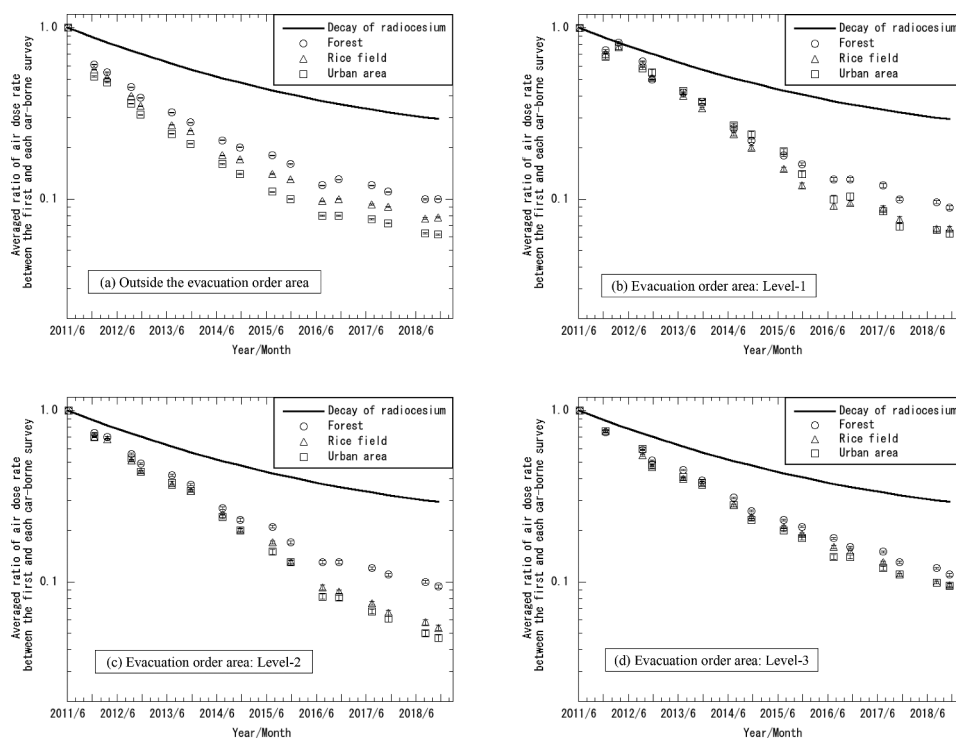 Averaged ratio of air dose rate
between the first and each car-borne survey
1.0
0.1
Decay of radiocesium
Forest
Rice field
Urban area
(a) Outside the evacuation order area
2011/6 2012/6 2013/6 2014/6 2015/6 2016/6 2017/6 2018/6
Year/Month
Averaged ratio of air dose rate
between the first and each car-borne survey
1.0
0.1
Decay of radiocesium
Forest
Rice field
Urban area
(b) Evacuation order area: Level-1
2011/6 2012/6 2013/6 2014/6 2015/6 2016/6 2017/6 2018/6
Year/Month
Averaged ratio of air dose rate
between the first and each car-borne survey
1.0
0.1
Decay of radiocesium
Forest
Rice field
Urban area
(c) Evacuation order area: Level-2
2011/6 2012/6 2013/6 2014/6 2015/6 2016/6 2017/6 2018/6
Year/Month
Averaged ratio of air dose rate
between the first and each car-borne survey
1.0
0.1
Decay of radiocesium
Forest
Rice field
Urban area
(d) Evacuation order area: Level-3
2011/6 2012/6 2013/6 2014/6 2015/6 2016/6 2017/6 2018/6
Year/Month